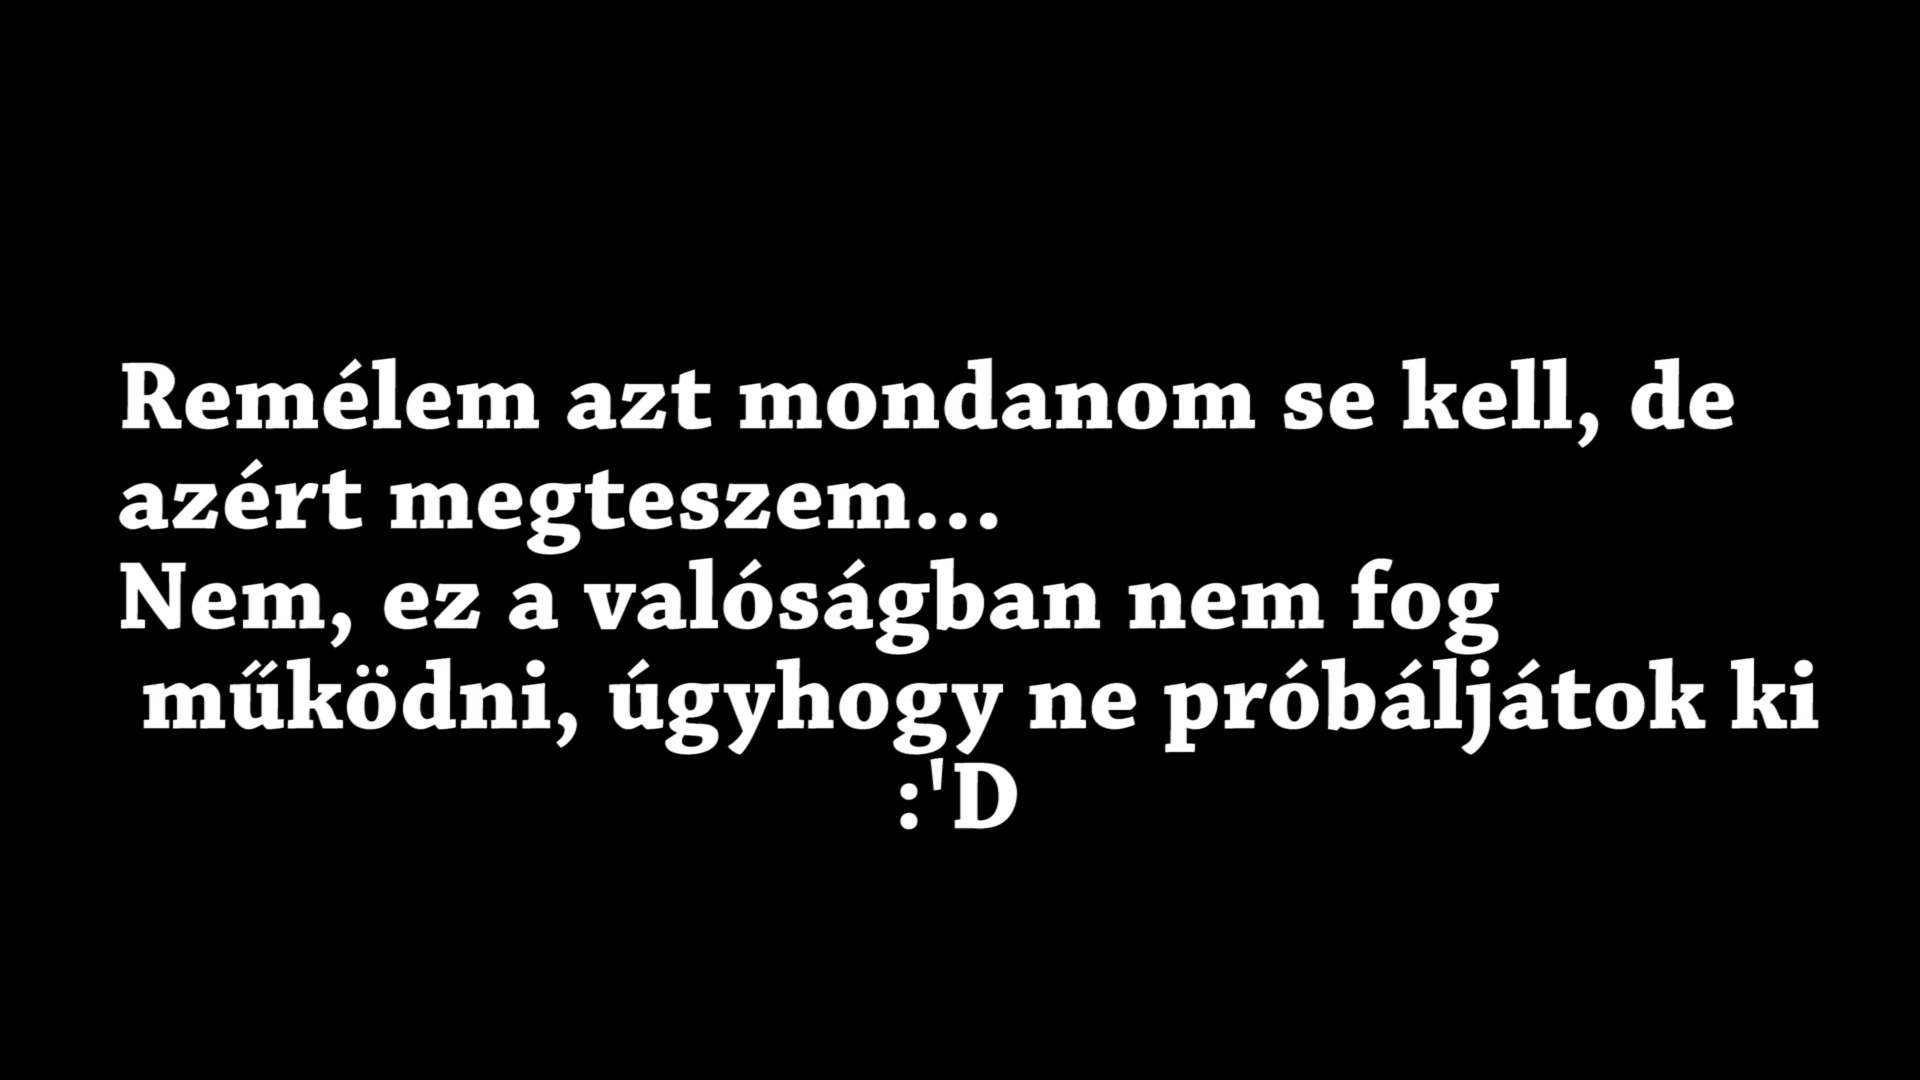 Remélem azt mondanom se kell, de
azért megteszem...
Nem, ez a valóságban nem fog
működni, úgyhogy ne próbáljátok ki
:'D